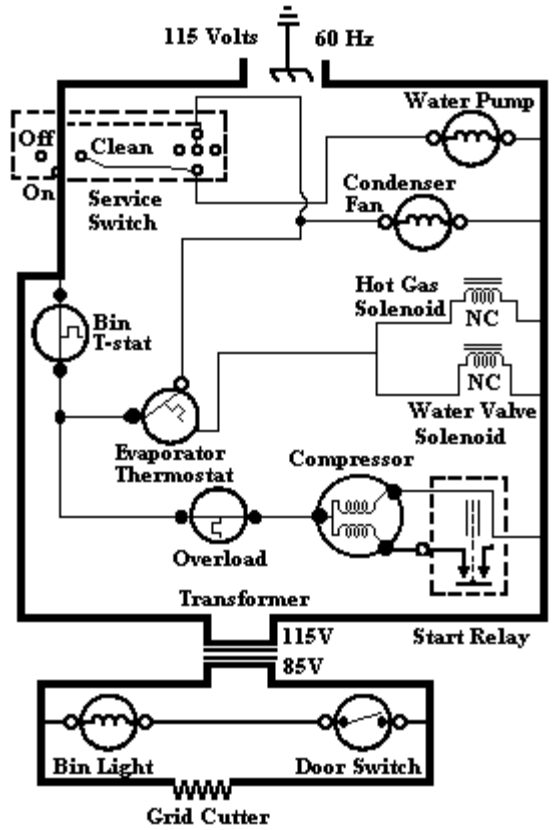 115 Volts
60 Hz
Water Pump
Off
Clean
On
Service
Switch
Condenser
Fan
Hot Gas
Solenoid
NC
Bin
T-stat
NC
Water Valve
Solenoid
Evaporator
Thermostat
Compressor
Overload
Transformer
115V
Start Relay
85V
Bin Light
Door Switch
Grid Cutter